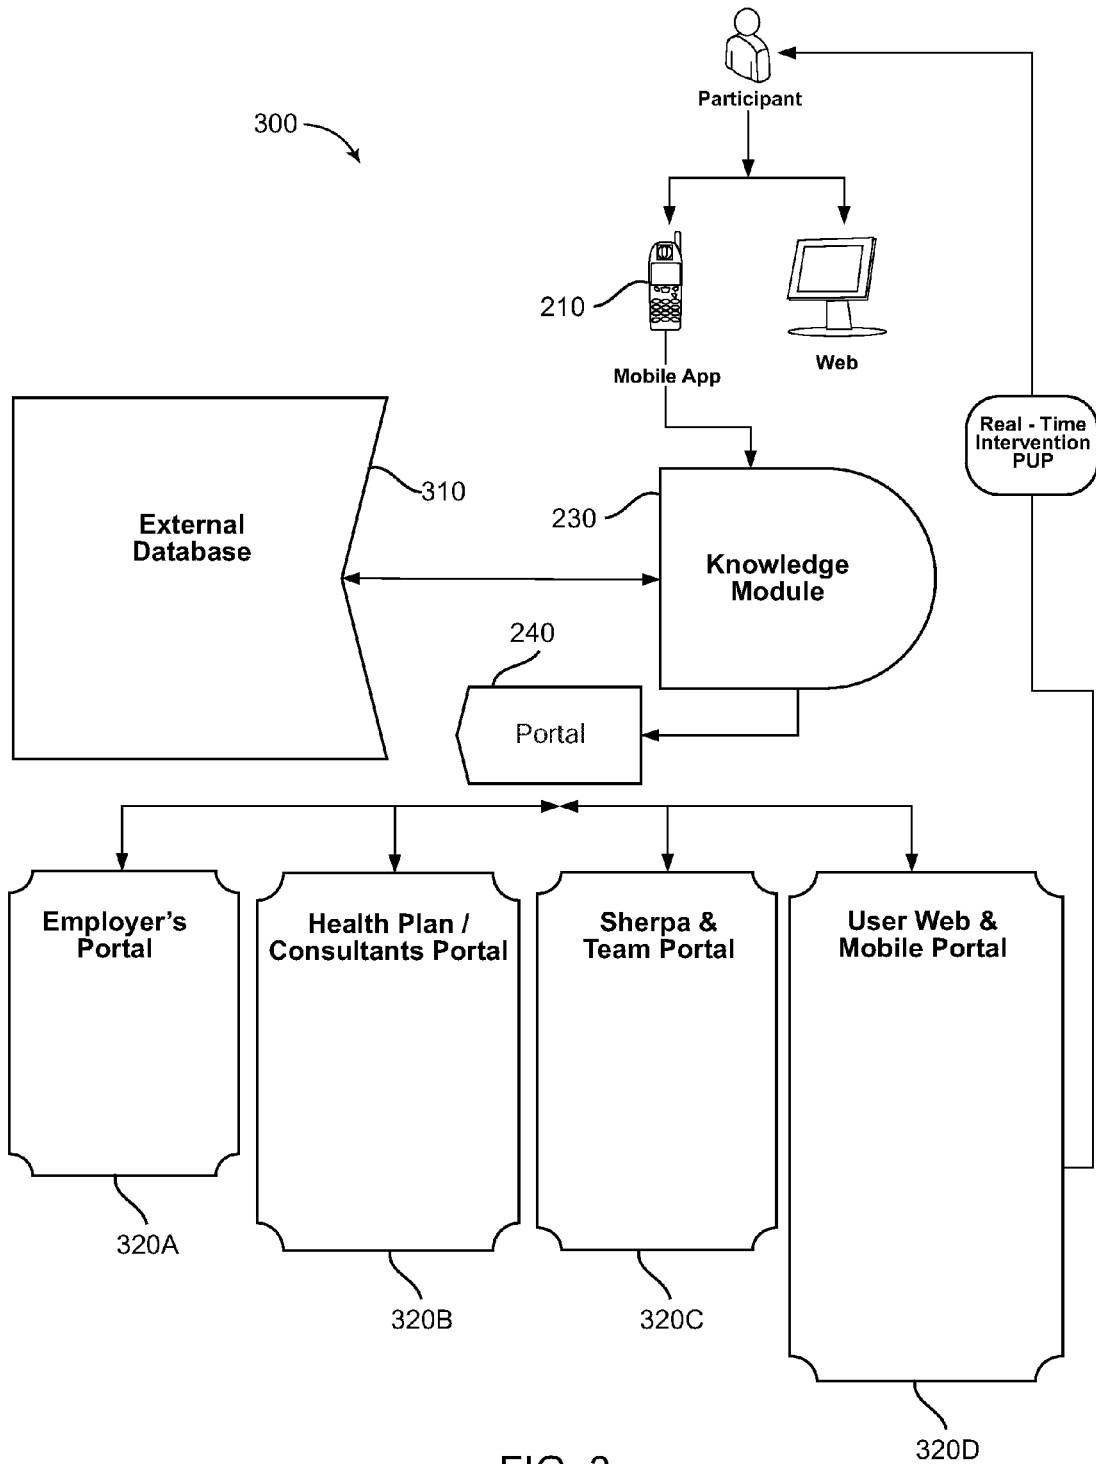 Participant
300
210
Mobile App
Web
Real - Time
Intervention
PUP
310
External
Database
230
Knowledge
Module
240
Portal
Employer's
Portal
Health Plan /
Consultants Portal
Sherpa &
Team Portal
User Web &
Mobile Portal
320A
320B
320C
320D